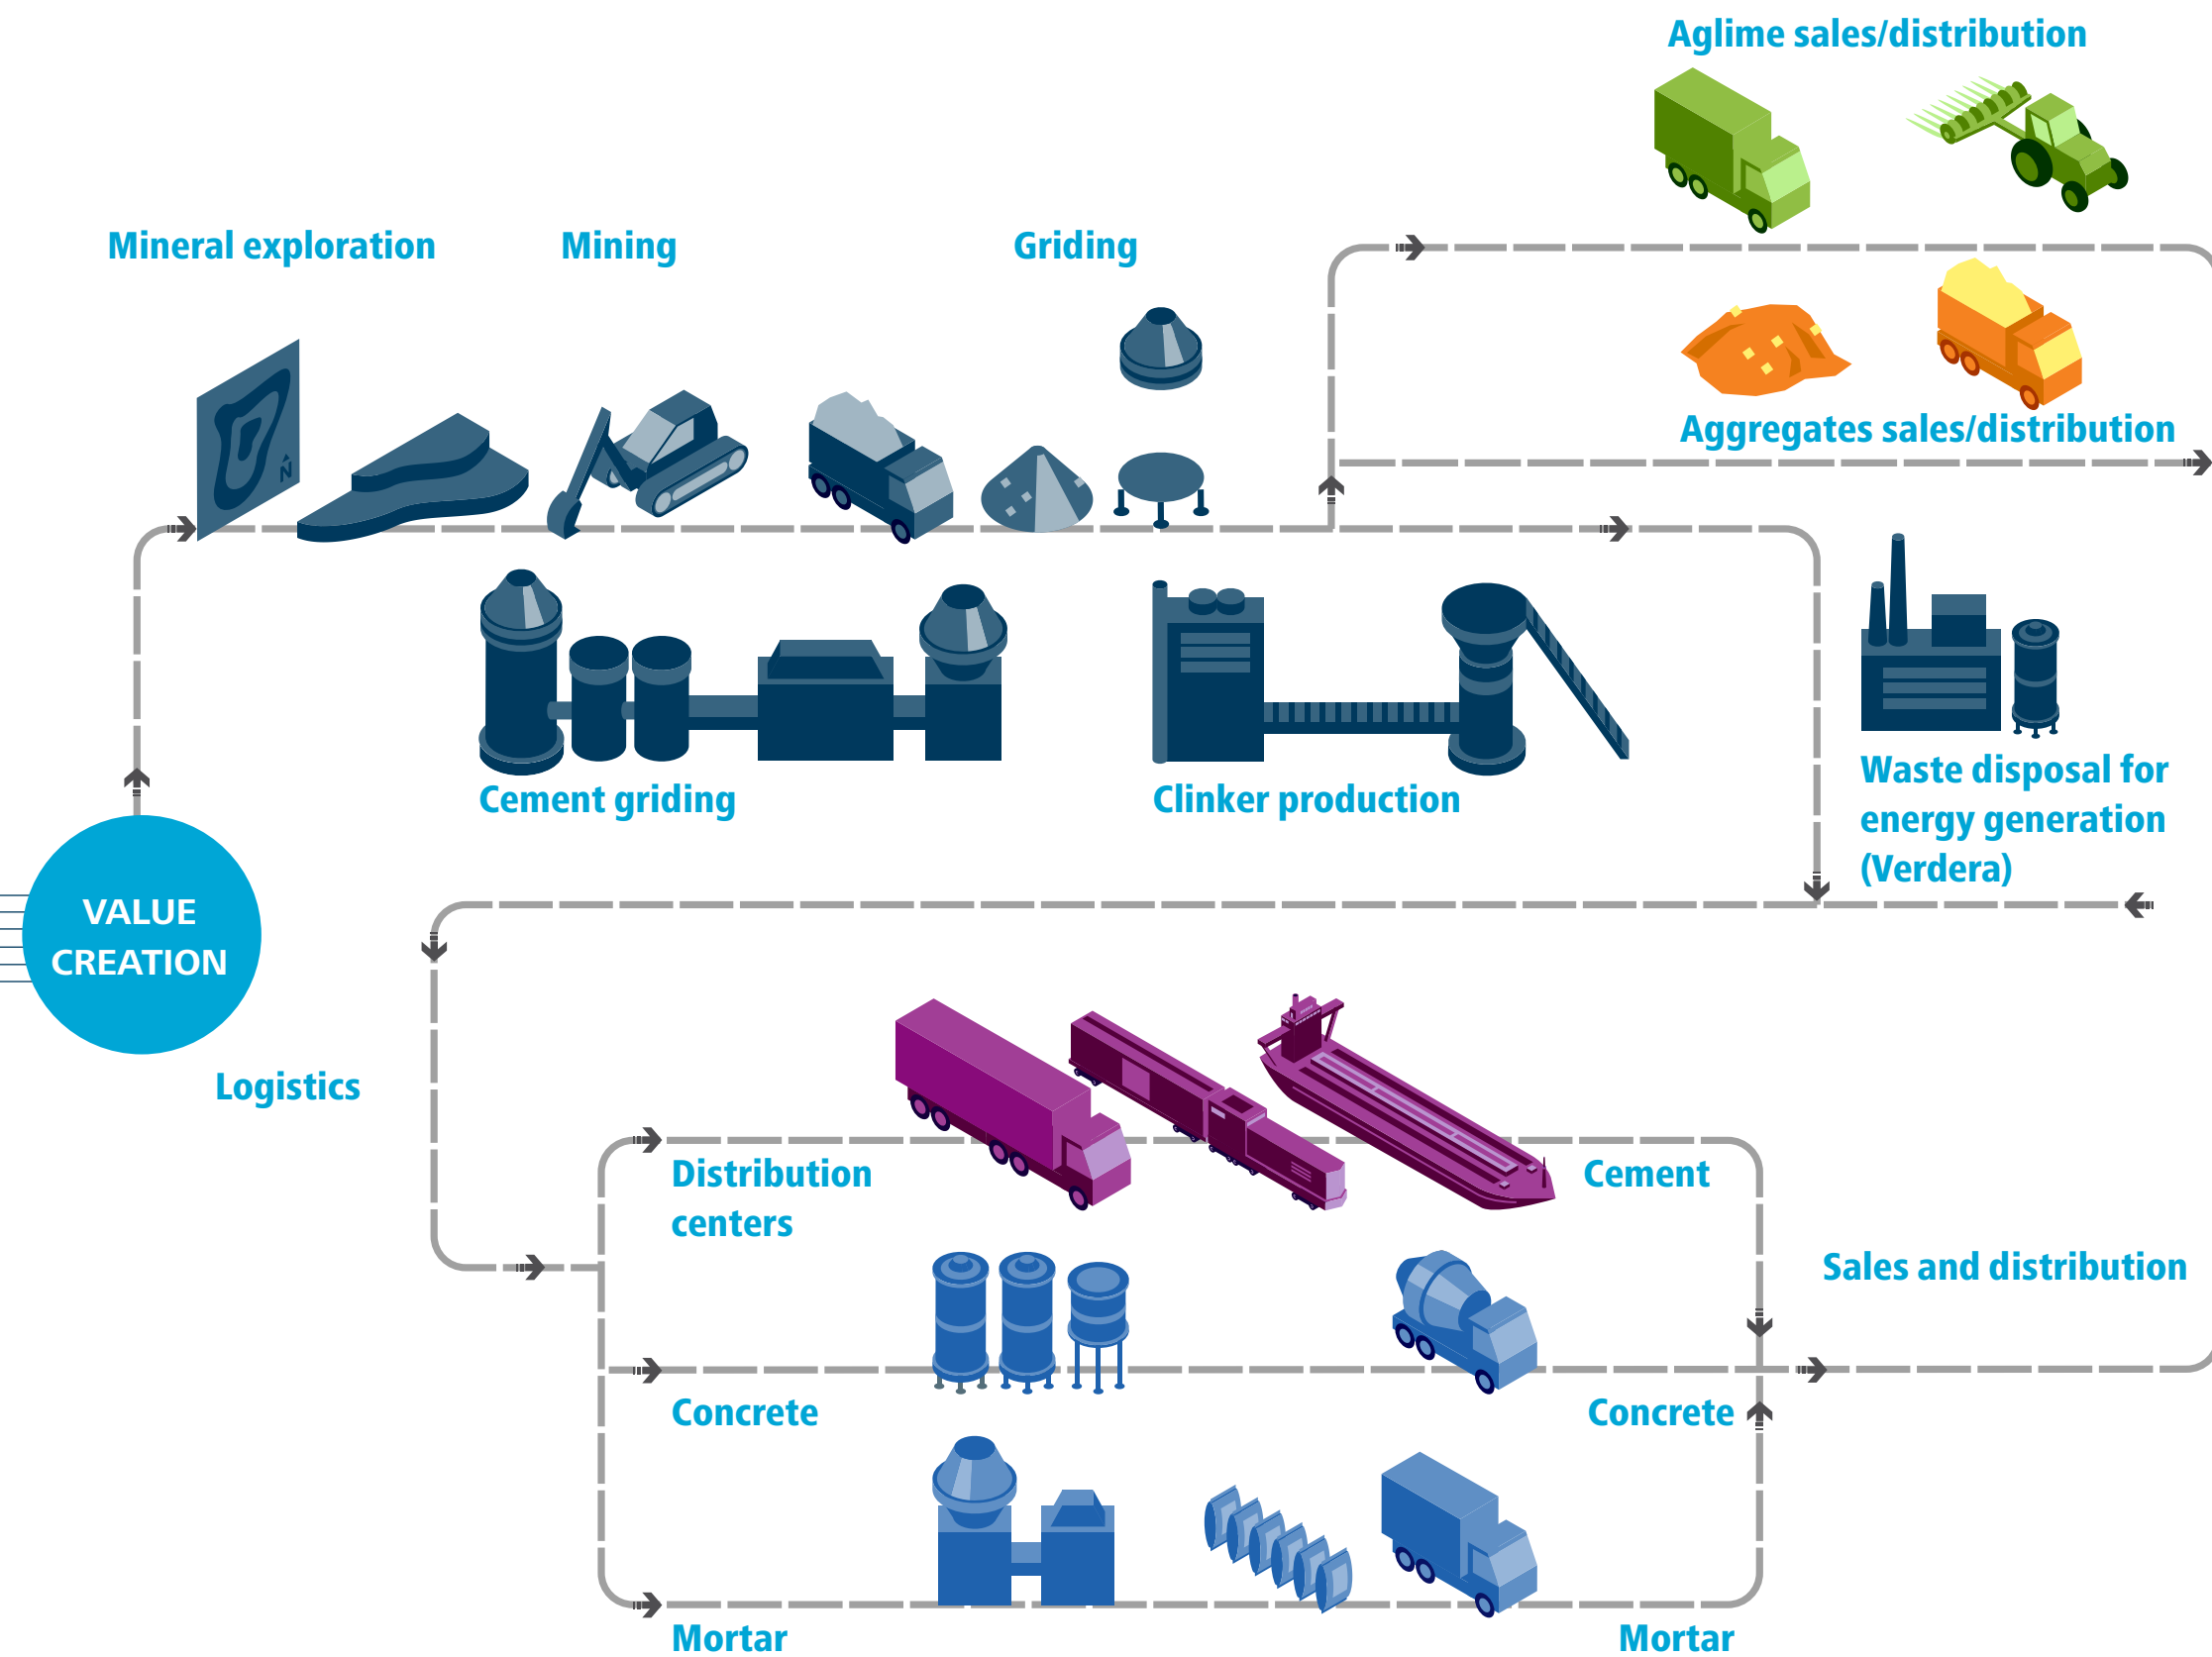 Aglime sales/distribution
Mineral exploration
Mining
Griding
N
Aggregates sales/distribution
Cement griding
Clinker production
Waste disposal for
energy generation
(Verdera)
VALUE
CREATION
Logistics
Distribution
centers
Cement
Sales and distribution
Concrete
Concrete
Mortar
Mortar